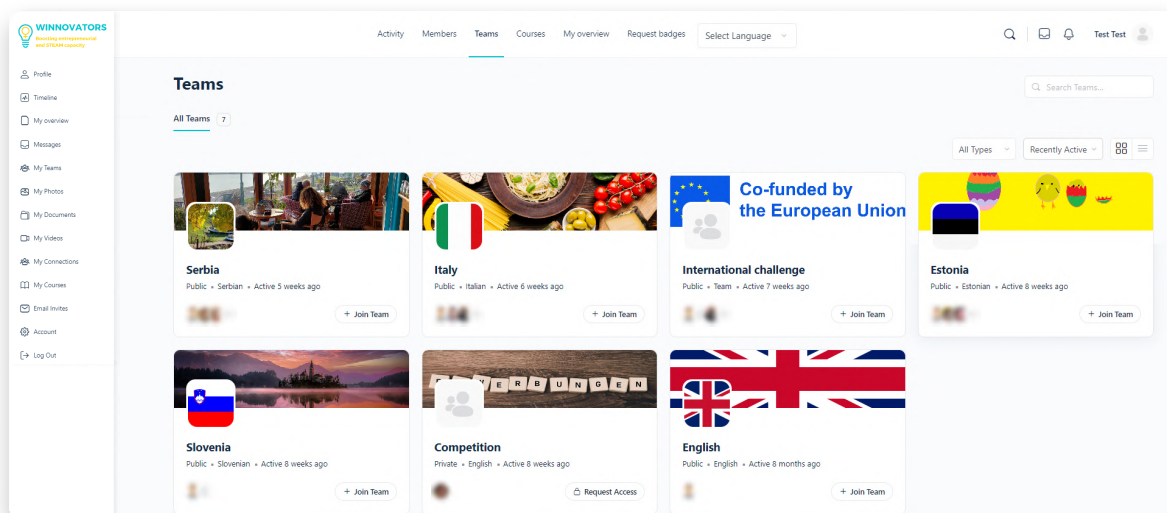 WINNOVATORS
Boosting entrepreneurial
and STEAM capacity
Activity Members Teams Courses My overview Request badges Select Language
Test Test
Profile
Timeline
My overview
Messages
My Teams
My Photos
My Documents
My Videos
My Connections
My Courses
Email Invites
Account
Log Out
Teams
Search Teams...
All Teams 7
All Types Recently Active
Serbia
Public • Serbian • Active 5 weeks ago
+ Join Team
Italy
Public • Italian • Active 6 weeks ago
+ Join Team
Co-funded by
the European Union
International challenge
Public • Team • Active 7 weeks ago
+ Join Team
Estonia
Public • Estonian • Active 8 weeks ago
+ Join Team
Slovenia
Public • Slovenian • Active 8 weeks ago
+ Join Team
ERBUNGEN
Competition
Private • English • Active 8 weeks ago
Request Access
English
Public • English • Active 8 months ago
+ Join Team